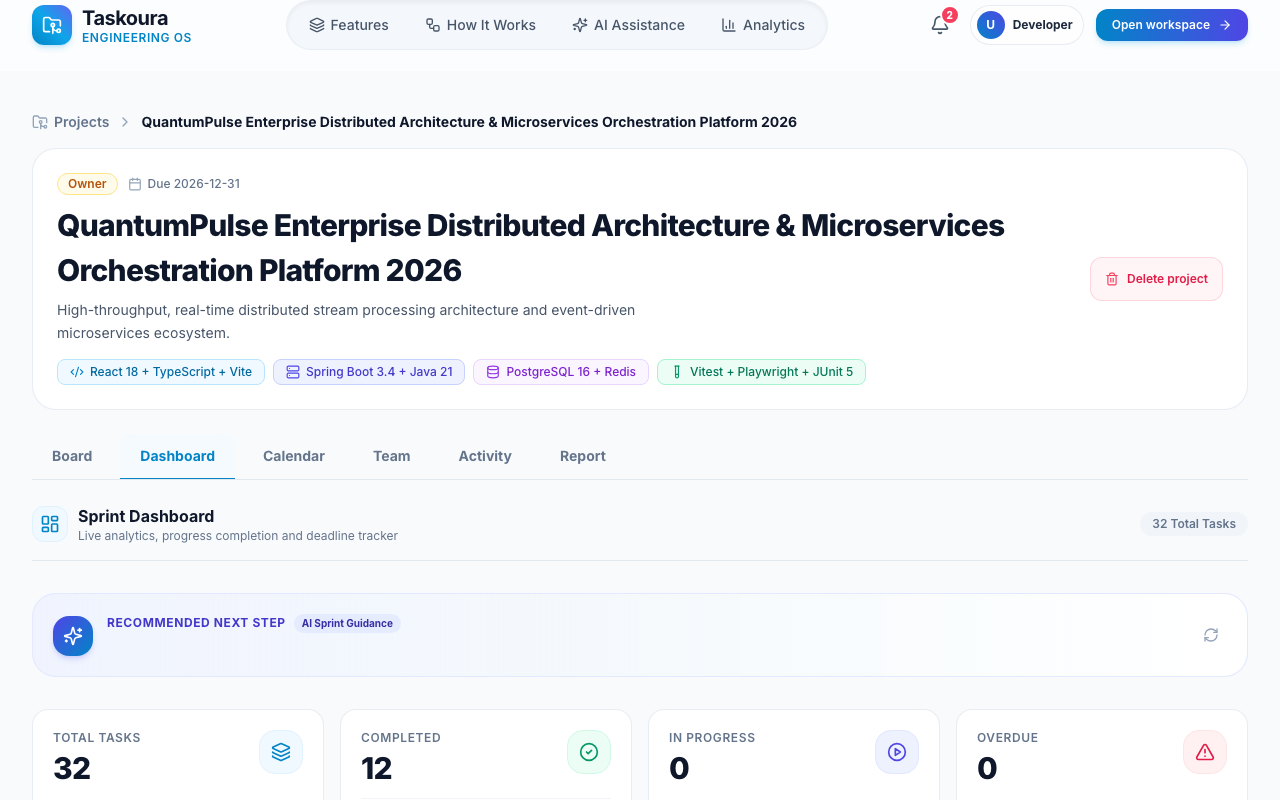 Taskoura
ENGINEERING OS
Features
How It Works
AI Assistance
Analytics
2
U
Developer
Open workspace
Projects
QuantumPulse Enterprise Distributed Architecture & Microservices Orchestration Platform 2026
Owner
Due 2026-12-31
QuantumPulse Enterprise Distributed Architecture & Microservices
Orchestration Platform 2026
High-throughput, real-time distributed stream processing architecture and event-driven
microservices ecosystem.
Delete project
React 18 + TypeScript + Vite
Spring Boot 3.4 + Java 21
PostgreSQL 16 + Redis
Vitest + Playwright + JUnit 5
Board
Dashboard
Calendar
Team
Activity
Report
Sprint Dashboard
Live analytics, progress completion and deadline tracker
32 Total Tasks
RECOMMENDED NEXT STEP
AI Sprint Guidance
TOTAL TASKS
32
COMPLETED
12
IN PROGRESS
0
OVERDUE
0